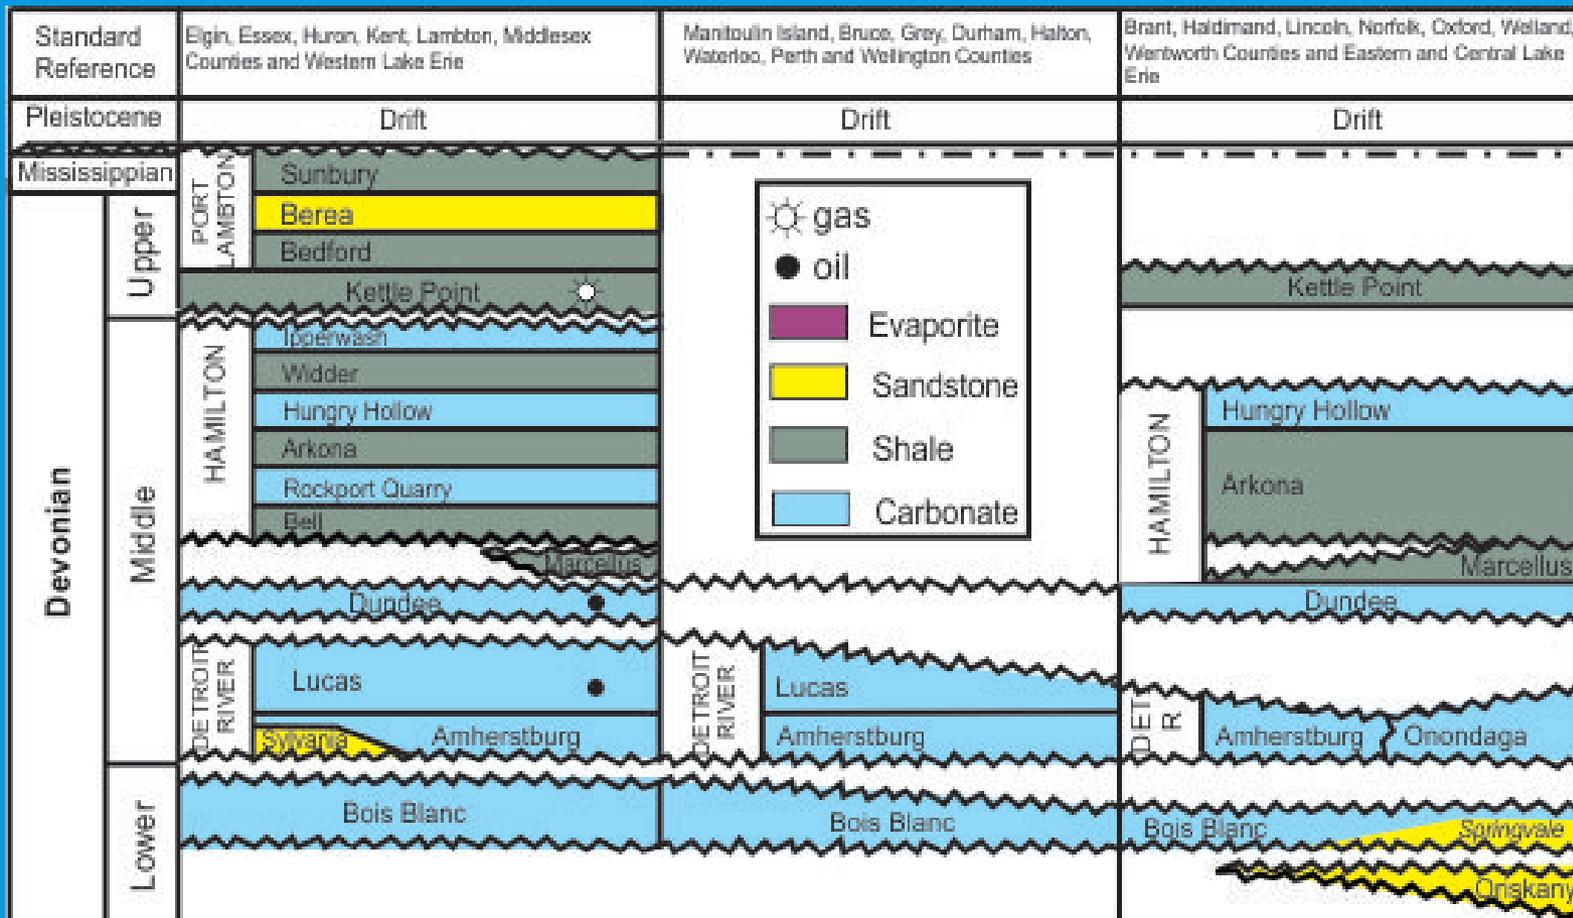 Standard
Reference
Elgin, Essex, Huron, Kent, Lambton, Middlesex
Counties and Western Lake Erie
Manitoulin Island, Bruce, Grey, Durham, Halton,
Waterloo, Perth and Wellington Counties
Brant, Haldimand, Lincoln, Norfolk, Oxford, Welland,
Wentworth Counties and Eastern and Central Lake
Erie
Pleistocene
Drift
Drift
Drift
Mississippian
Devonian
Upper
Middle
Lower
PORT
LAMBTON
Sunbury
Berea
Bedford
Kettle Point
HAMILTON
Ipperwash
Widder
Hungry Hollow
Arkona
Rockport Quarry
Bell
Marcellus
Dundee
DETROIT
RIVER
Lucas
Sylvania
Amherstburg
Bois Blanc
gas
oil
Evaporite
Sandstone
Shale
Carbonate
DETROIT
RIVER
Lucas
Amherstburg
Bois Blanc
Kettle Point
HAMILTON
Hungry Hollow
Arkona
Marcellus
Dundee
DET
R
Amherstburg
Onondaga
Bois Blanc
Springvale
Oriskany